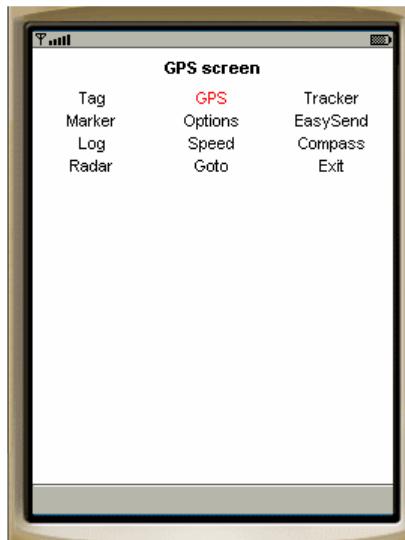 GPS screen
Tag GPS Tracker
Marker Options EasySend
Log Speed Compass
Radar Goto Exit